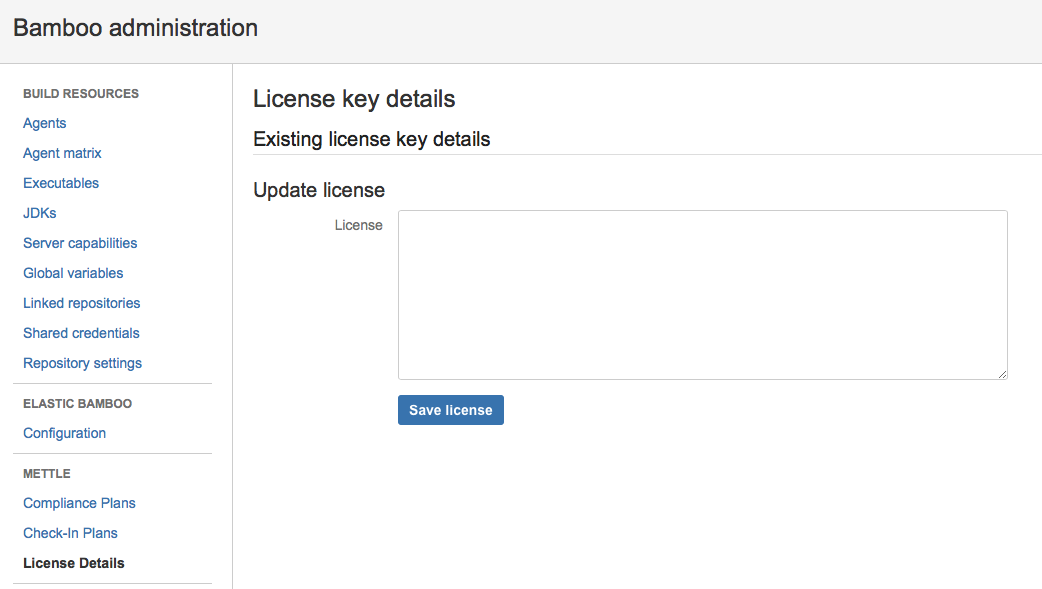 Bamboo administration
BUILD RESOURCES
Agents
Agent matrix
Executables
JDKs
Server capabilities
Global variables
Linked repositories
Shared credentials
Repository settings
ELASTIC BAMBOO
Configuration
METTLE
Compliance Plans
Check-In Plans
License Details
License key details
Existing license key details
Update license
License
Save license